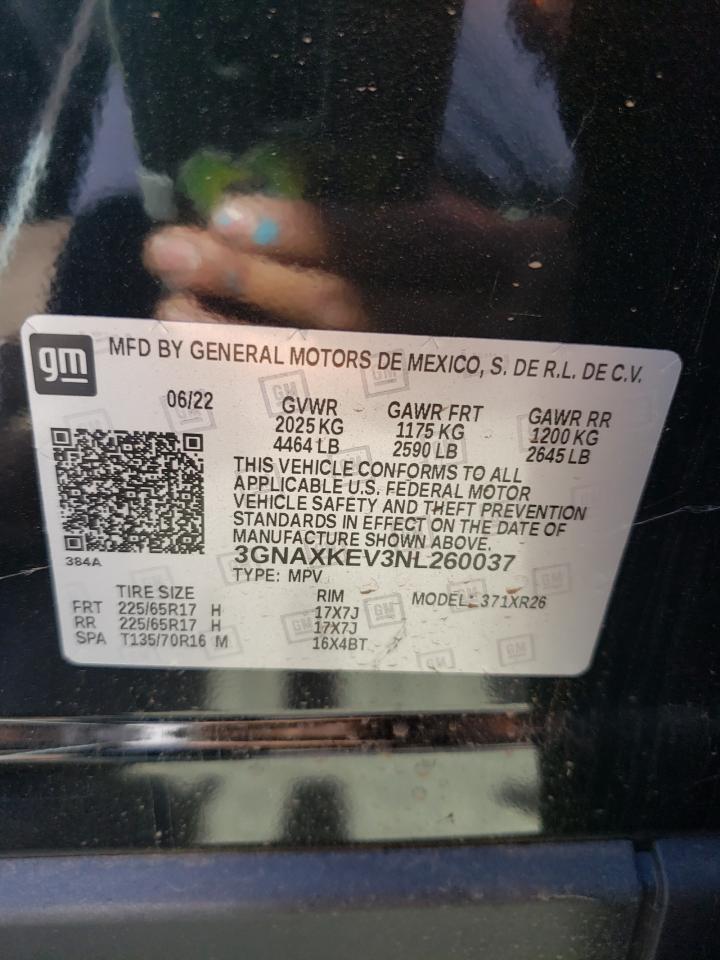 gm
MFD BY GENERAL MOTORS DE MEXICO, S. DE R.L. DE C.V.
06/22
GVWR GAWR FRT GAWR RR
2025 KG 1175 KG 1200 KG
4464 LB 2590 LB 2645 LB
THIS VEHICLE CONFORMS TO ALL
APPLICABLE U.S. FEDERAL MOTOR
VEHICLE SAFETY AND THEFT PREVENTION
STANDARDS IN EFFECT ON THE DATE OF
MANUFACTURE SHOWN ABOVE.
384A
3GNAXKEV3NL260037
TYPE: MPV
TIRE SIZE RIM MODEL: 371XR26
FRT 225/65R17 H 17X7J
RR 225/65R17 H 17X7J
SPA T135/70R16 M 16X4BT